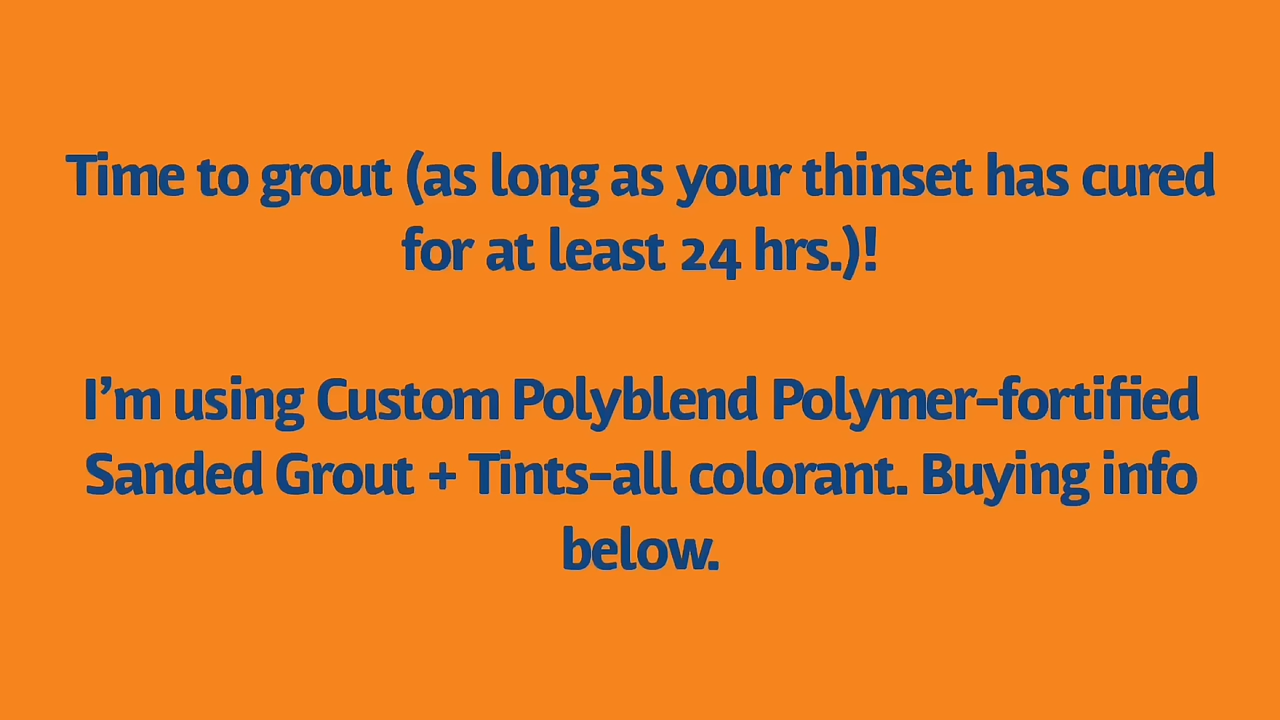 Time to grout (as long as your thinset has cured
for at least 24 hrs.)!
I’m using Custom Polyblend Polymer-fortified
Sanded Grout + Tints-all colorant. Buying info
below.